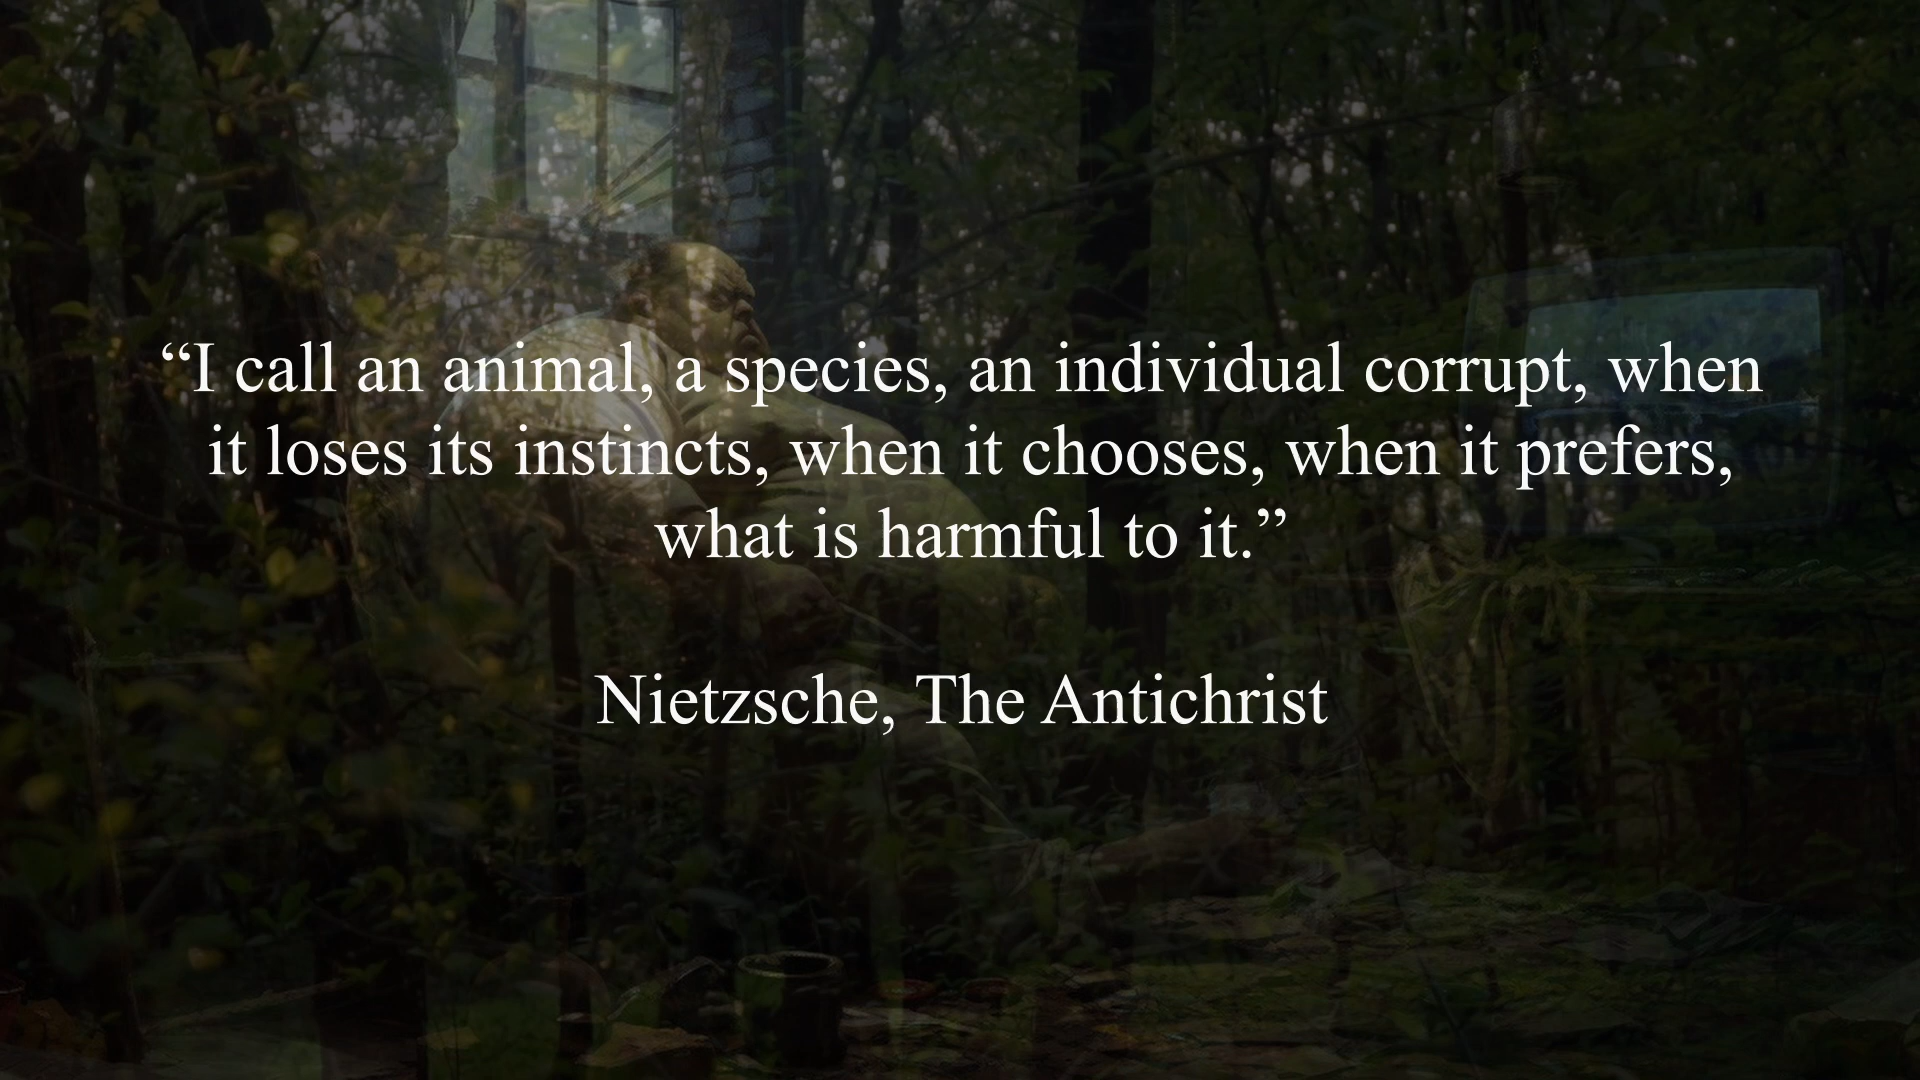 “I call an animal, a species, an individual corrupt, when
it loses its instincts, when it chooses, when it prefers,
what is harmful to it.”
Nietzsche, The Antichrist